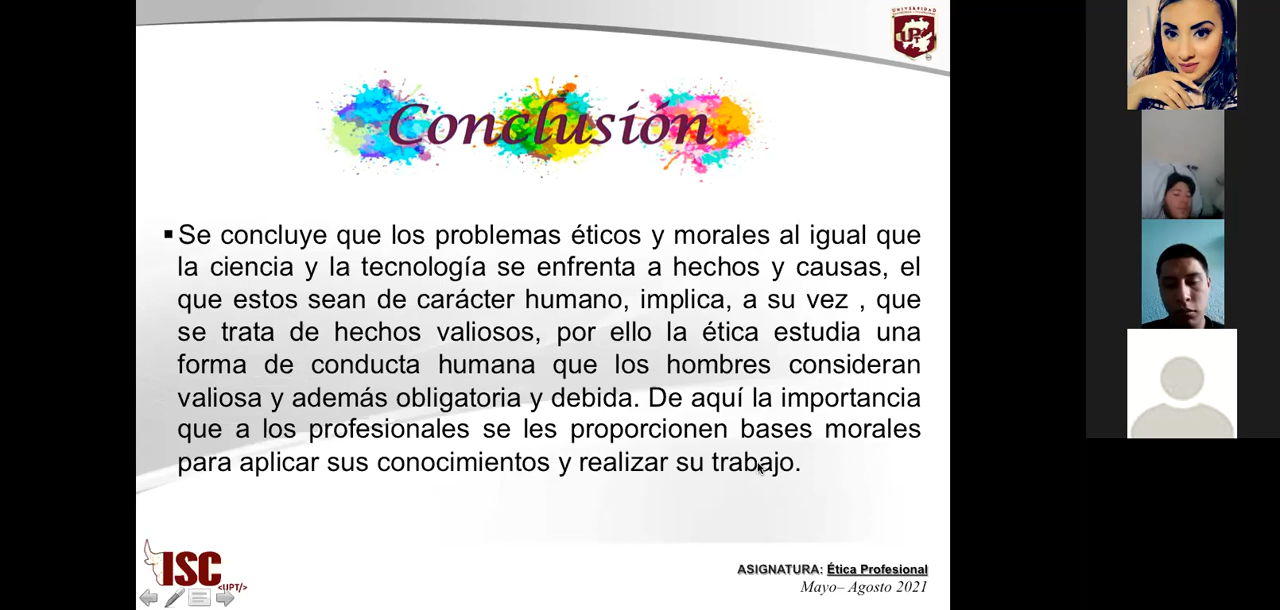 UNIVERSIDAD
UPT
Conclusión
▪Se concluye que los problemas éticos y morales al igual que
la ciencia y la tecnología se enfrenta a hechos y causas, el
que estos sean de carácter humano, implica, a su vez , que
se trata de hechos valiosos, por ello la ética estudia una
forma de conducta humana que los hombres consideran
valiosa y además obligatoria y debida. De aquí la importancia
que a los profesionales se les proporcionen bases morales
para aplicar sus conocimientos y realizar su trabajo.
ISC
<UPT/>
ASIGNATURA: Ética Profesional
Mayo– Agosto 2021